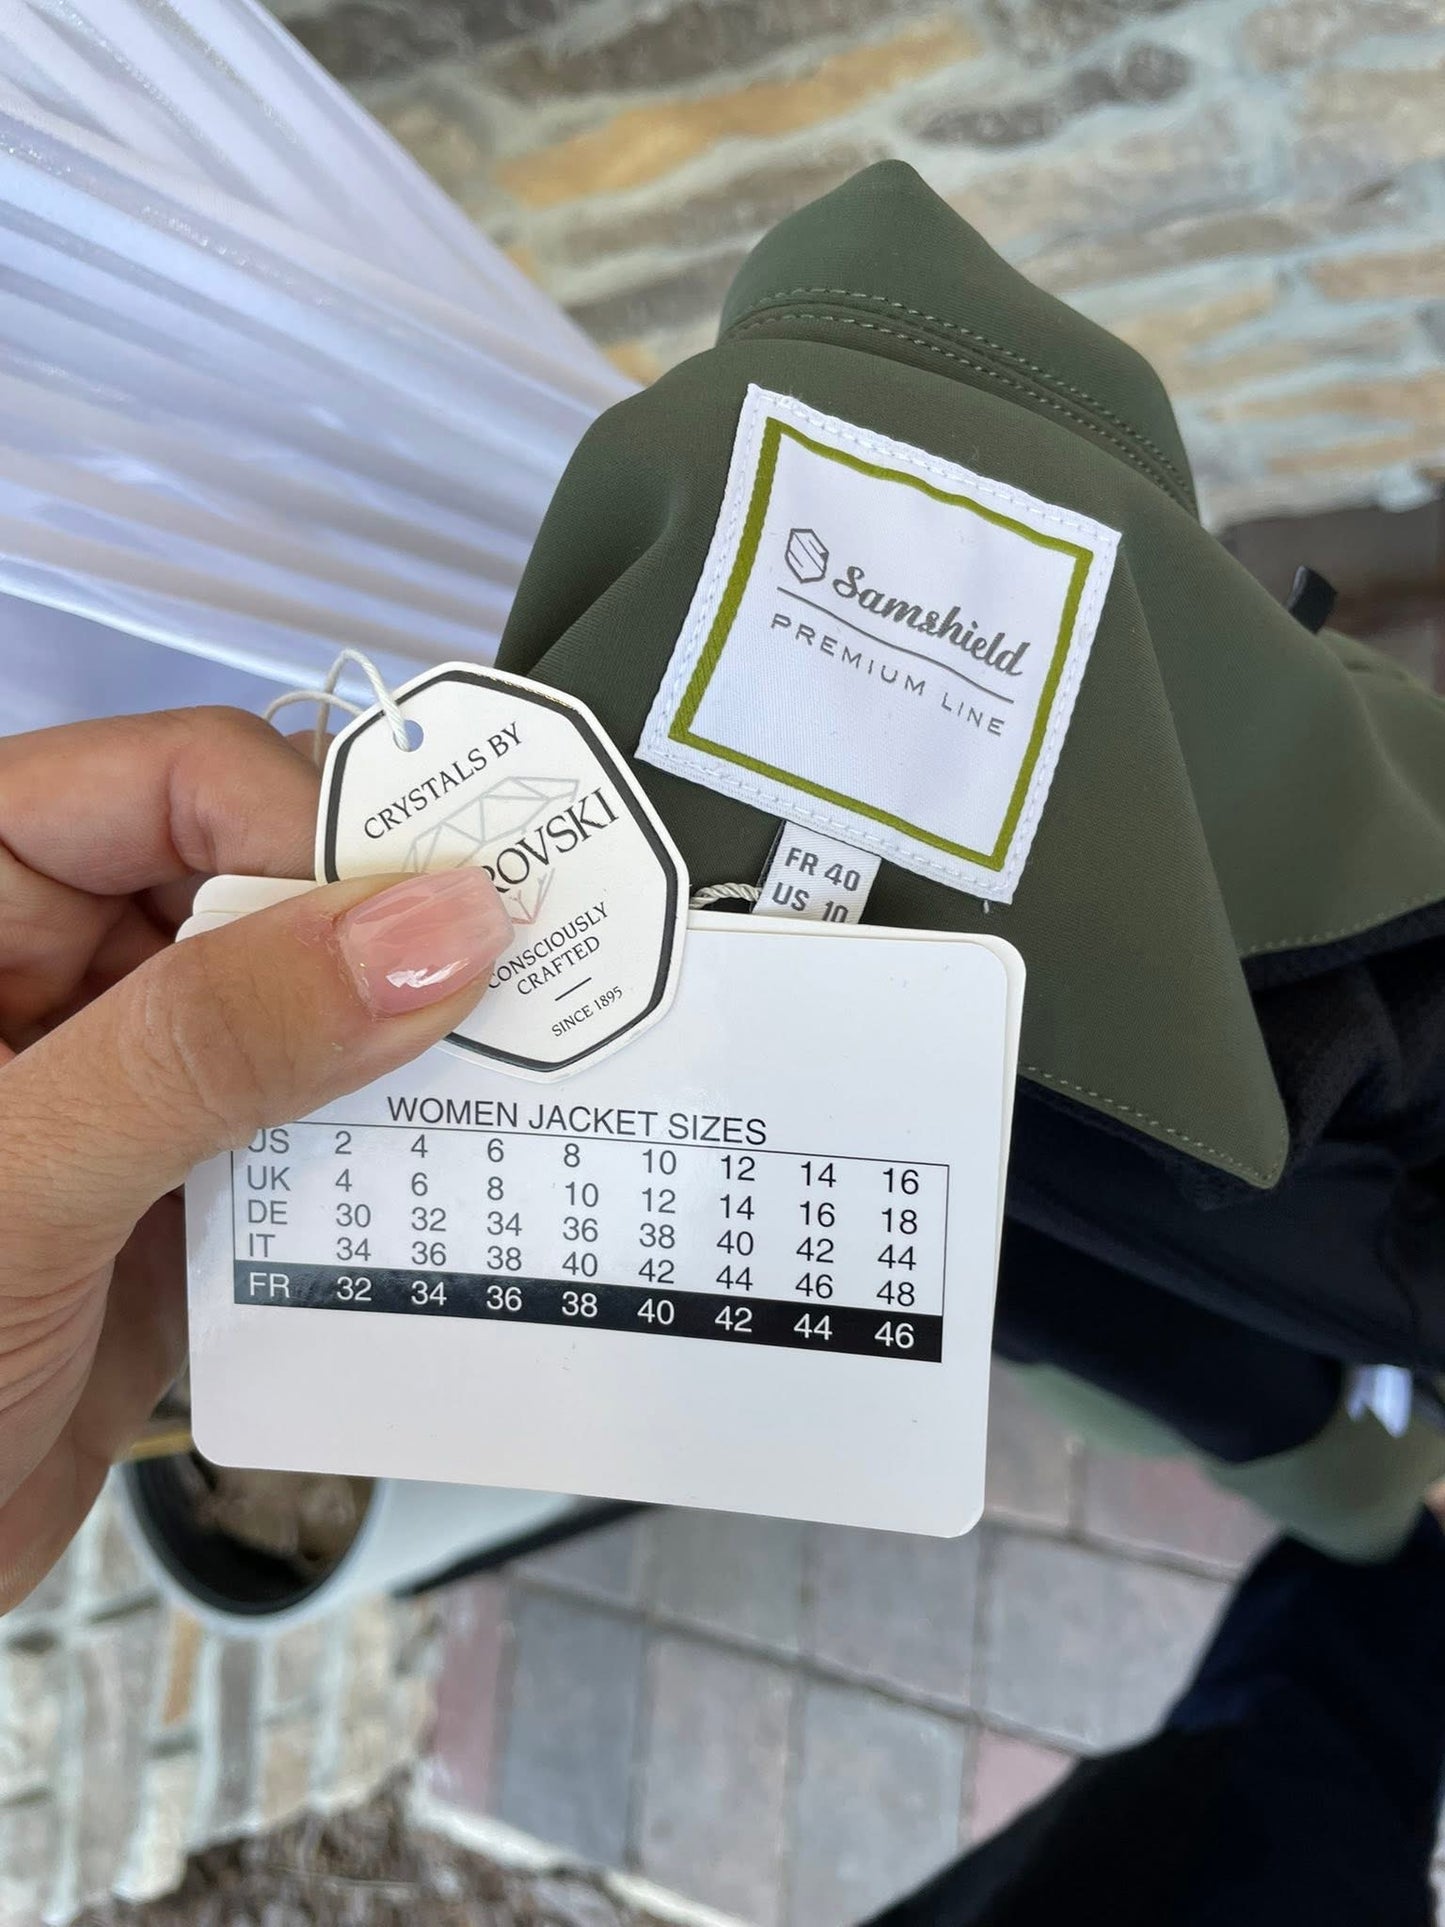 Samshield
PREMIUM LINE
FR 40
US 10
CRYSTALS BY
CONSCIOUSLY
CRAFTED
SINCE 1895
WOMEN JACKET SIZES
US 2 4 6 8 10 12 14 16
UK 4 6 8 10 12 14 16 18
DE 30 32 34 36 38 40 42 44
IT 34 36 38 40 42 44 46 48
FR 32 34 36 38 40 42 44 46